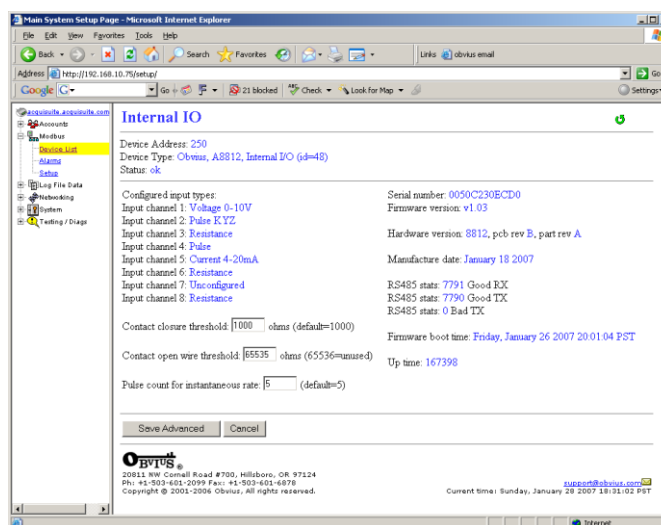 Main System Setup Page - Microsoft Internet Explorer
File Edit View Favorites Tools Help
Back Search Favorites Links obvius email
Address http://192.168.10.75/setup/ Go
Google Go 21 blocked Check Look for Map Settings
acquisuite.acquisuite.com
Accounts
Modbus
Device List
Alarms
Setup
Log File Data
Networking
System
Testing / Diags
Internal IO
Device Address: 250
Device Type: Obvius, A8812, Internal I/O (id=48)
Status: ok
Configured input types:
Input channel 1: Voltage 0-10V
Input channel 2: Pulse KYZ
Input channel 3: Resistance
Input channel 4: Pulse
Input channel 5: Current 4-20mA
Input channel 6: Resistance
Input channel 7: Unconfigured
Input channel 8: Resistance
Contact closure threshold: 1000 ohms (default=1000)
Contact open wire threshold: 65535 ohms (65536=unused)
Pulse count for instantaneous rate: 5 (default=5)
Serial number: 0050C230ECD0
Firmware version: v1.03
Hardware version: 8812, pcb rev B, part rev A
Manufacture date: January 18 2007
RS485 stats: 7791 Good RX
RS485 stats: 7790 Good TX
RS485 stats: 0 Bad TX
Firmware boot time: Friday, January 26 2007 20:01:04 PST
Up time: 167398
Save Advanced Cancel
OBVIUS
20811 NW Cornell Road #700, Hillsboro, OR 97124
Ph: +1-503-601-2099 Fax: +1-503-601-6878
Copyright © 2001-2006 Obvius, All rights reserved.
support@obvius.com
Current time: Sunday, January 28 2007 18:31:02 PST
Internet